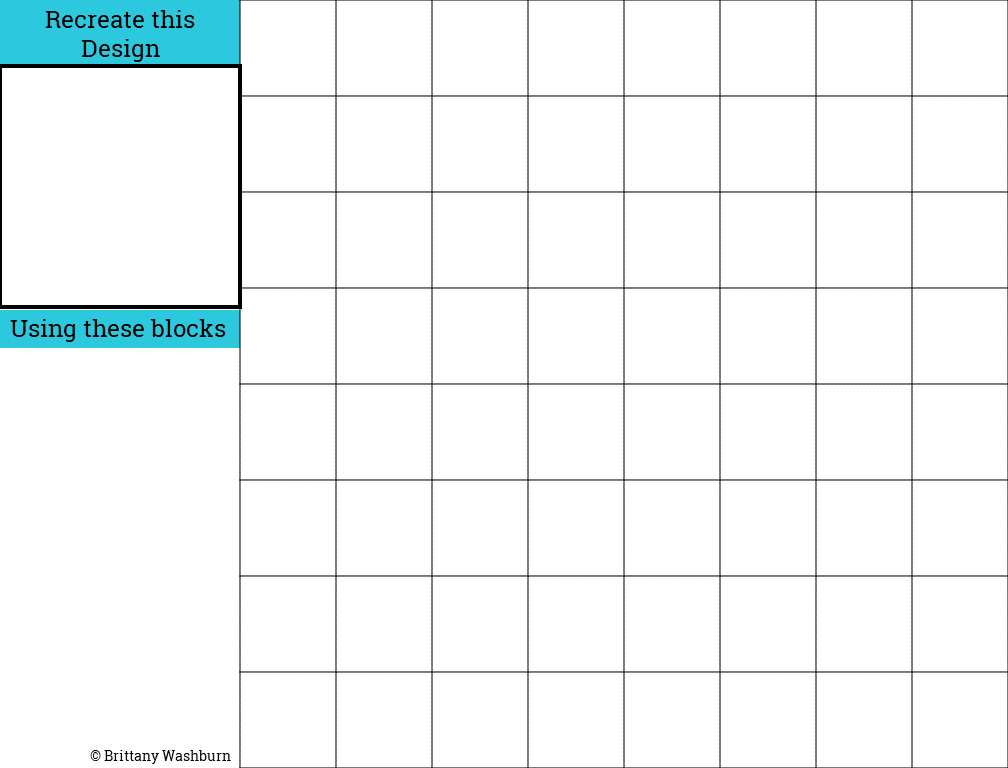 Recreate this
Design
Using these blocks
© Brittany Washburn